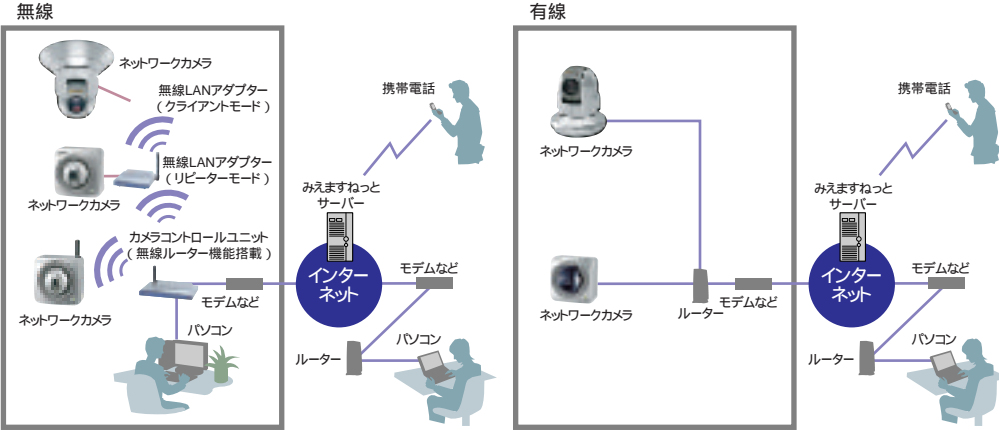 無線
ネットワークカメラ
無線LANアダプター
（クライアントモード）
無線LANアダプター
（リピーターモード）
ネットワークカメラ
カメラコントロールユニット
（無線ルーター機能搭載）
ネットワークカメラ
モデムなど
パソコン
携帯電話
みえますねっと
サーバー
インター
ネット
モデムなど
ルーター
パソコン
有線
ネットワークカメラ
ネットワークカメラ
ルーター
モデムなど
携帯電話
みえますねっと
サーバー
インター
ネット
モデムなど
ルーター
パソコン